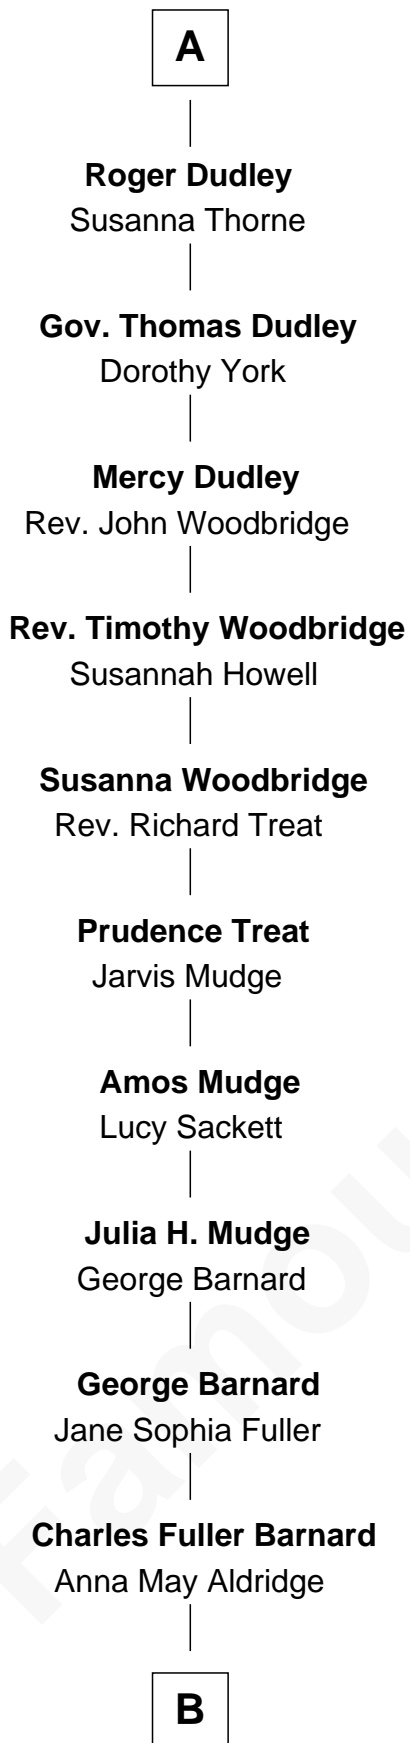 A
Roger Dudley
Susanna Thorne
Gov. Thomas Dudley
Dorothy York
Mercy Dudley
Rev. John Woodbridge
Rev. Timothy Woodbridge
Susannah Howell
Susanna Woodbridge
Rev. Richard Treat
Prudence Treat
Jarvis Mudge
Amos Mudge
Lucy Sackett
Julia H. Mudge
George Barnard
George Barnard
Jane Sophia Fuller
Charles Fuller Barnard
Anna May Aldridge
B